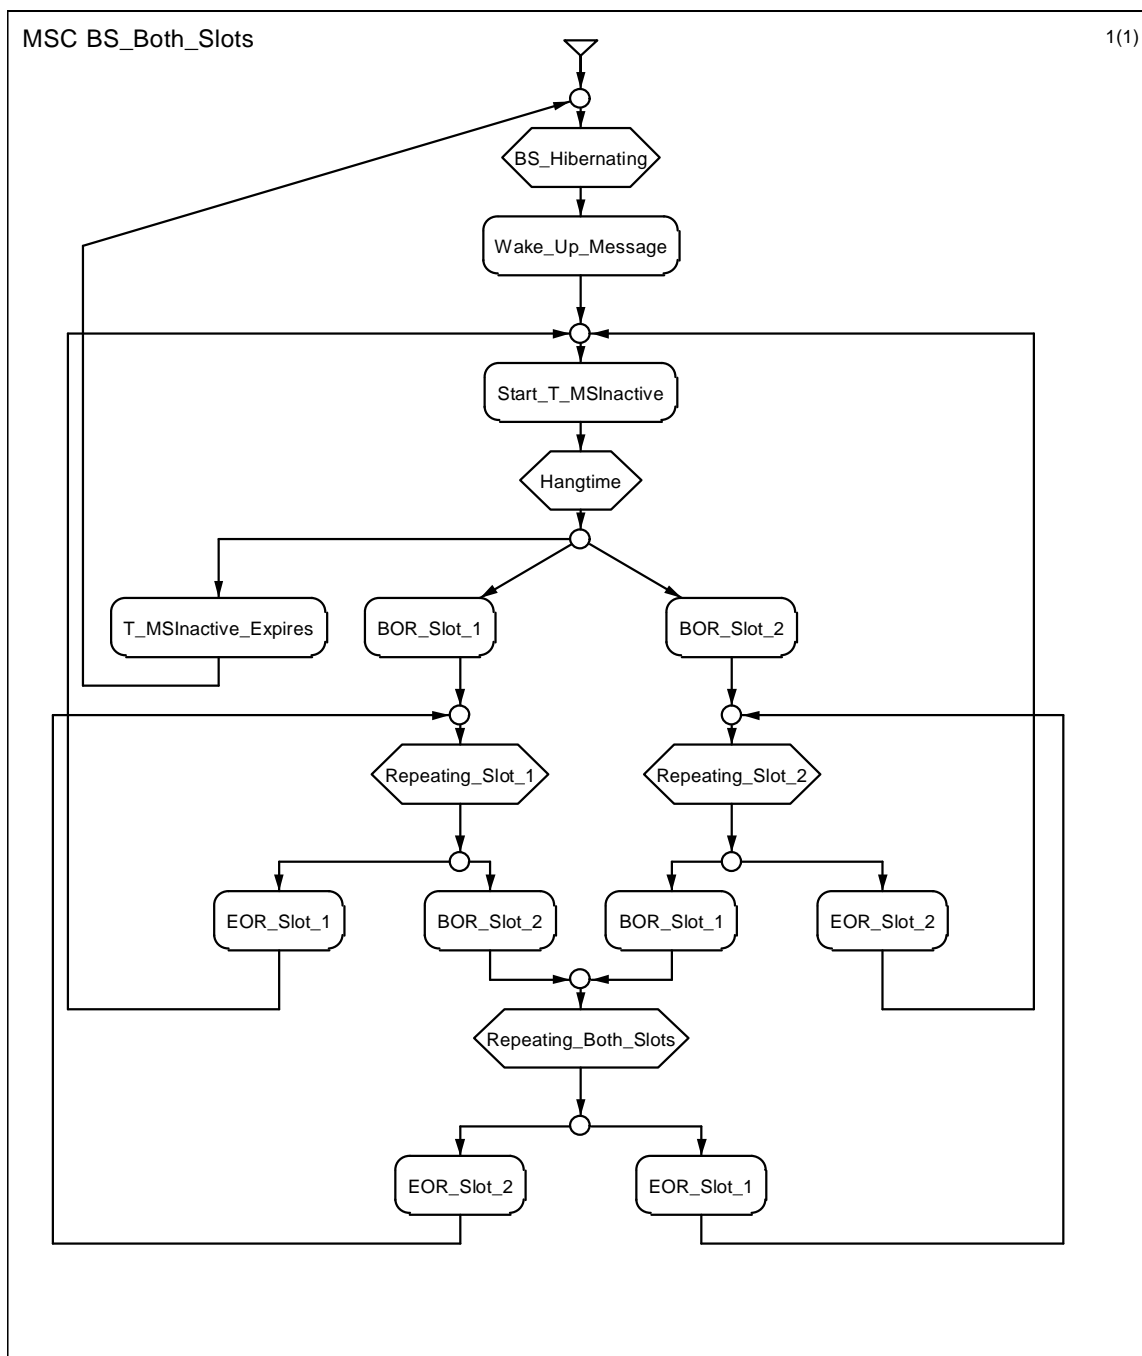 MSC BS_Both_Slots
1(1)
BS_Hibernating
Wake_Up_Message
Start_T_MSInactive
Hangtime
T_MSInactive_Expires
BOR_Slot_1
BOR_Slot_2
Repeating_Slot_1
Repeating_Slot_2
EOR_Slot_1
BOR_Slot_2
BOR_Slot_1
EOR_Slot_2
Repeating_Both_Slots
EOR_Slot_2
EOR_Slot_1